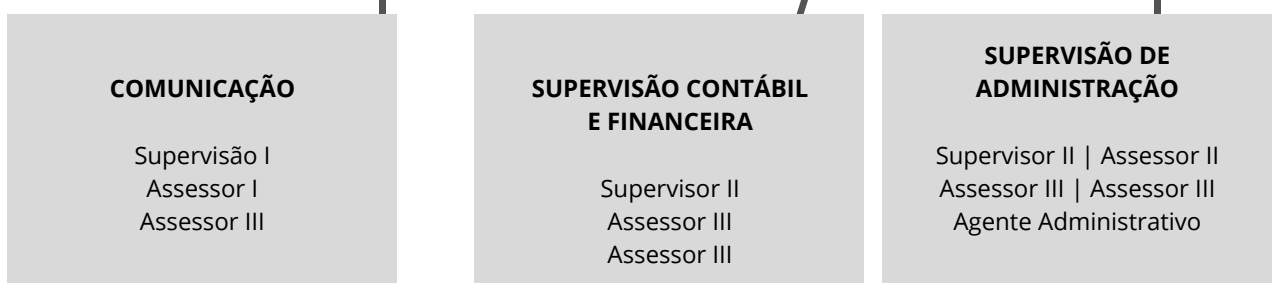 COMUNICAÇÃO
Supervisão I
Assessor I
Assessor III
SUPERVISÃO CONTÁBIL
E FINANCEIRA
Supervisor II
Assessor III
Assessor III
SUPERVISÃO DE
ADMINISTRAÇÃO
Supervisor II | Assessor II
Assessor III | Assessor III
Agente Administrativo